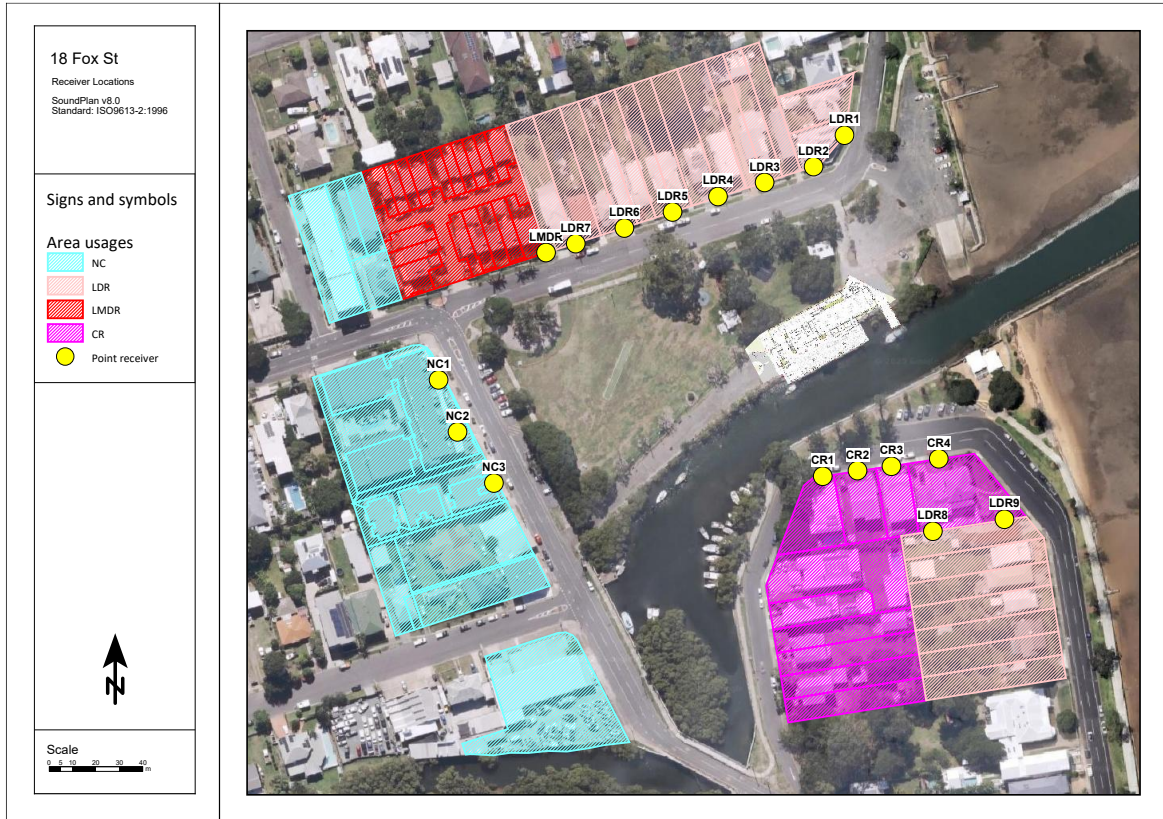 18 Fox St
Receiver Locations
SoundPlan v8.0
Standard: ISO9613-2:1996
Signs and symbols
Area usages
NC
LDR
LMDR
CR
Point receiver
N
Scale
0 5 10 20 30 40
m
LDR1
LDR2
LDR3
LDR4
LDR5
LDR6
LDR7
LMDR
NC1
NC2
NC3
CR1
CR2
CR3
CR4
LDR8
LDR9